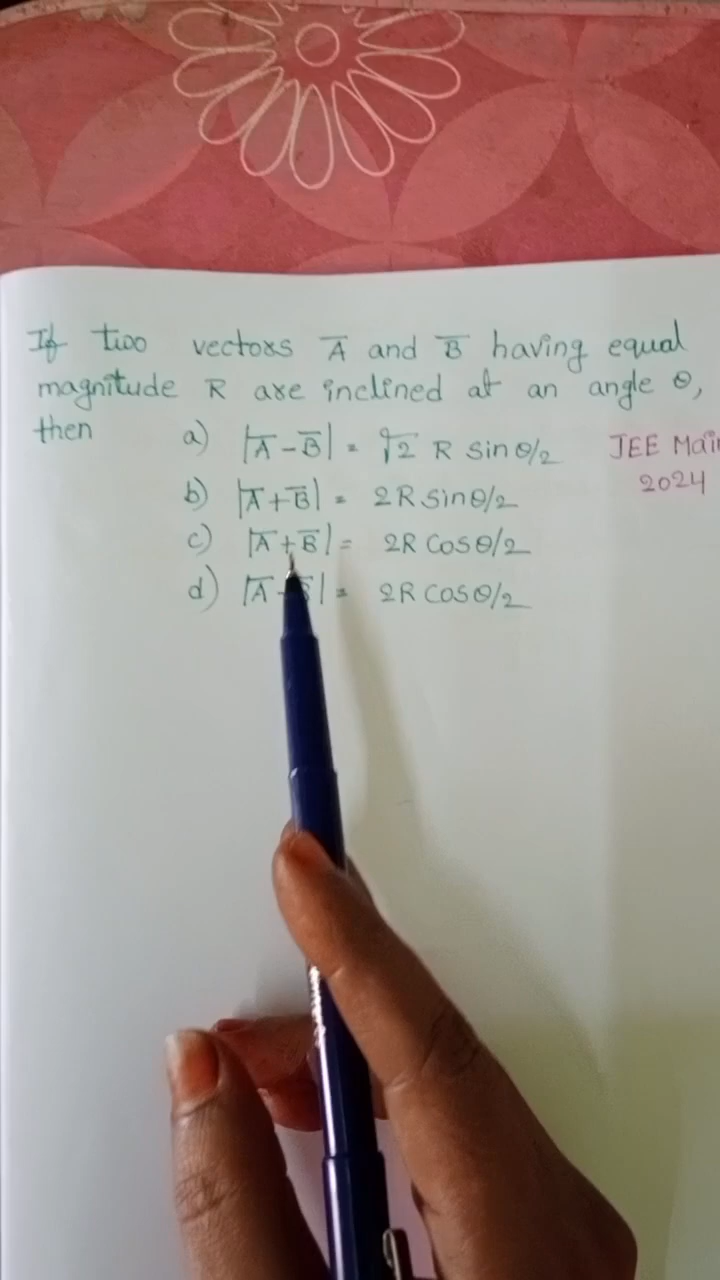 If two vectors A̅ and B̅ having equal
magnitude R are inclined at an angle θ,
then a) |A̅ - B̅| = √2 R sin θ/2 JEE Main
2024
b) |A̅ + B̅| = 2R sin θ/2
c) |A̅ + B̅| = 2R Cos θ/2
d) |A̅ - B̅| = 2R Cos θ/2